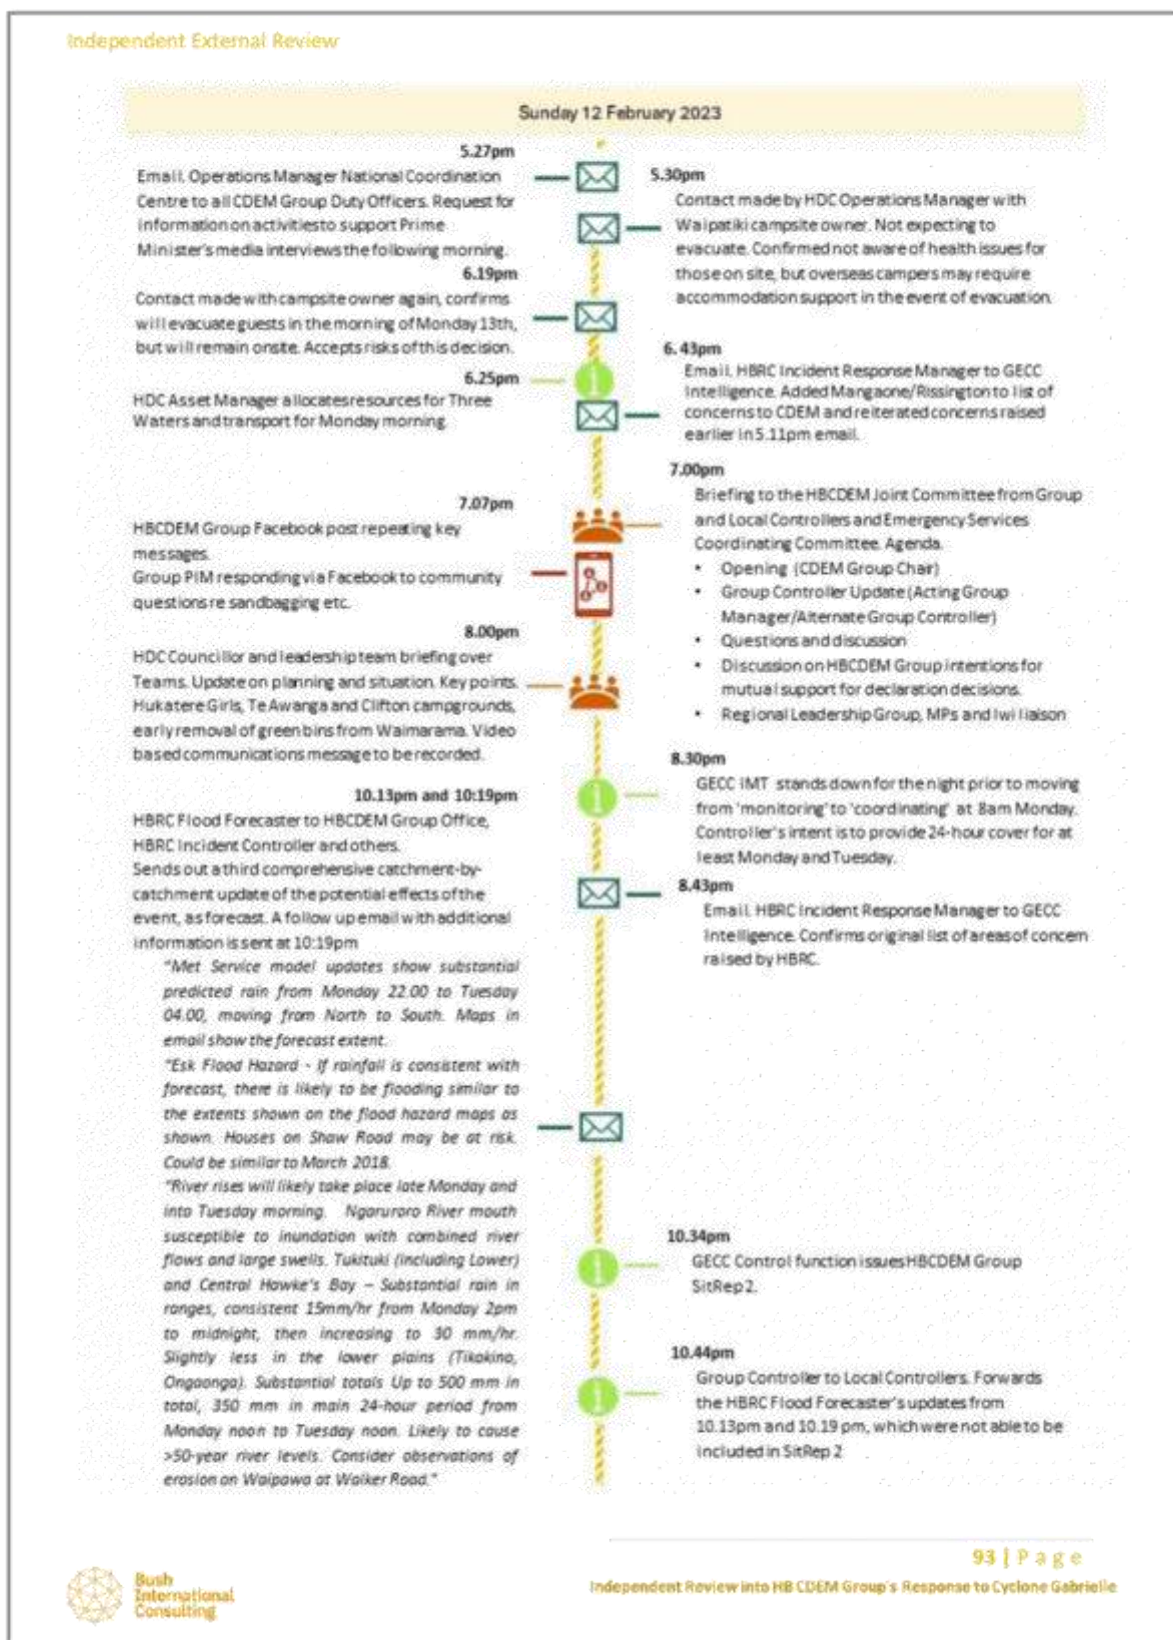 Independent External Review
Sunday 12 February 2023
5.27pm
Email. Operations Manager National Coordination
Centre to all CDEM Group Duty Officers. Request for
information on activities to support Prime
Minister's media interviews the following morning.
5.30pm
Contact made by HDC Operations Manager with
Waipatiki campsite owner. Not expecting to
evacuate. Confirmed not aware of health issues for
those on site, but overseas campers may require
accommodation support in the event of evacuation.
6.19pm
Contact made with campsite owner again, confirms
will evacuate guests in the morning of Monday 13th,
but will remain onsite. Accepts risks of this decision.
6.25pm
HDC Asset Manager allocates resources for Three
Waters and transport for Monday morning.
6.43pm
Email. HBRC Incident Response Manager to GECC
Intelligence. Added Mangaone/Rissington to list of
concerns to CDEM and reiterated concerns raised
earlier in 5.11pm email.
7.00pm
Briefing to the HBCDEM Joint Committee from Group
and Local Controllers and Emergency Services
Coordinating Committee. Agenda.
• Opening (CDEM Group Chair)
• Group Controller Update (Acting Group
Manager/Alternate Group Controller)
• Questions and discussion
• Discussion on HBCDEM Group intentions for
mutual support for declaration decisions.
• Regional Leadership Group, MPs and Iwi liaison
7.07pm
HBCDEM Group Facebook post repeating key
messages.
Group PIM responding via Facebook to community
questions re sandbagging etc.
8.00pm
HDC Councillor and leadership team briefing over
Teams. Update on planning and situation. Key points.
Hukatere Girls, Te Awanga and Clifton campgrounds,
early removal of green bins from Waimarama. Video
based communications message to be recorded.
8.30pm
GECC IMT stands down for the night prior to moving
from 'monitoring' to 'coordinating' at 8am Monday.
Controller's intent is to provide 24-hour cover for at
least Monday and Tuesday.
8.43pm
Email. HBRC Incident Response Manager to GECC
Intelligence. Confirms original list of areas of concern
raised by HBRC.
10.13pm and 10:19pm
HBRC Flood Forecaster to HBCDEM Group Office,
HBRC Incident Controller and others.
Sends out a third comprehensive catchment-by-
catchment update of the potential effects of the
event, as forecast. A follow up email with additional
information is sent at 10:19pm
"Met Service model updates show substantial
predicted rain from Monday 22.00 to Tuesday
04.00, moving from North to South. Maps in
email show the forecast extent.
"Esk Flood Hazard - If rainfall is consistent with
forecast, there is likely to be flooding similar to
the extents shown on the flood hazard maps as
shown. Houses on Shaw Road may be at risk.
Could be similar to March 2018.
"River rises will likely take place late Monday and
into Tuesday morning. Ngaruroro River mouth
susceptible to inundation with combined river
flows and large swells. Tukituki (including Lower)
and Central Hawke's Bay – Substantial rain in
ranges, consistent 15mm/hr from Monday 2pm
to midnight, then increasing to 30 mm/hr.
Slightly less in the lower plains (Tikokino,
Ongaonga). Substantial totals Up to 500 mm in
total, 350 mm in main 24-hour period from
Monday noon to Tuesday noon. Likely to cause
>50-year river levels. Consider observations of
erosion on Waipawa at Walker Road."
10.34pm
GECC Control function issues HBCDEM Group
SitRep 2.
10.44pm
Group Controller to Local Controllers. Forwards
the HBRC Flood Forecaster's updates from
10.13pm and 10.19 pm, which were not able to be
included in SitRep 2
93 | Page
Independent Review into HB CDEM Group's Response to Cyclone Gabrielle
Bush
International
Consulting